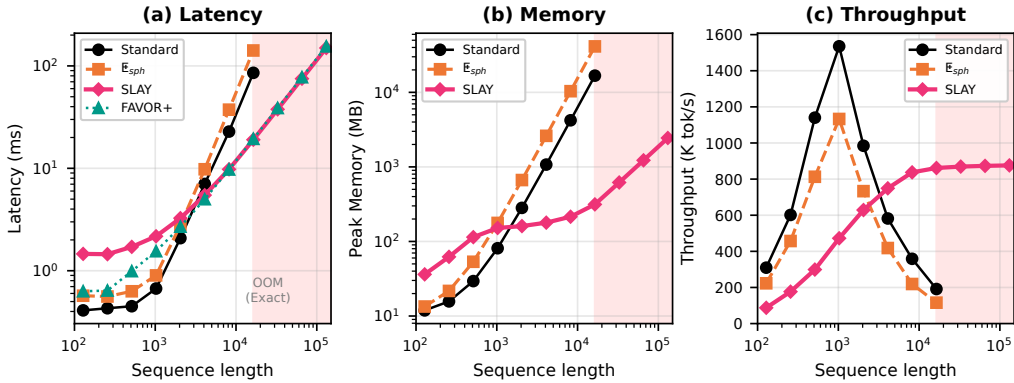 (a) Latency
Latency (ms)
10²
10¹
10⁰
Standard
𝐄sph
SLAY
FAVOR+
OOM
(Exact)
10² 10³ 10⁴ 10⁵
Sequence length
(b) Memory
Peak Memory (MB)
10⁴
10³
10²
10¹
Standard
𝐄sph
SLAY
10² 10³ 10⁴ 10⁵
Sequence length
(c) Throughput
Throughput (K tok/s)
1600
1400
1200
1000
800
600
400
200
0
Standard
𝐄sph
SLAY
10² 10³ 10⁴ 10⁵
Sequence length